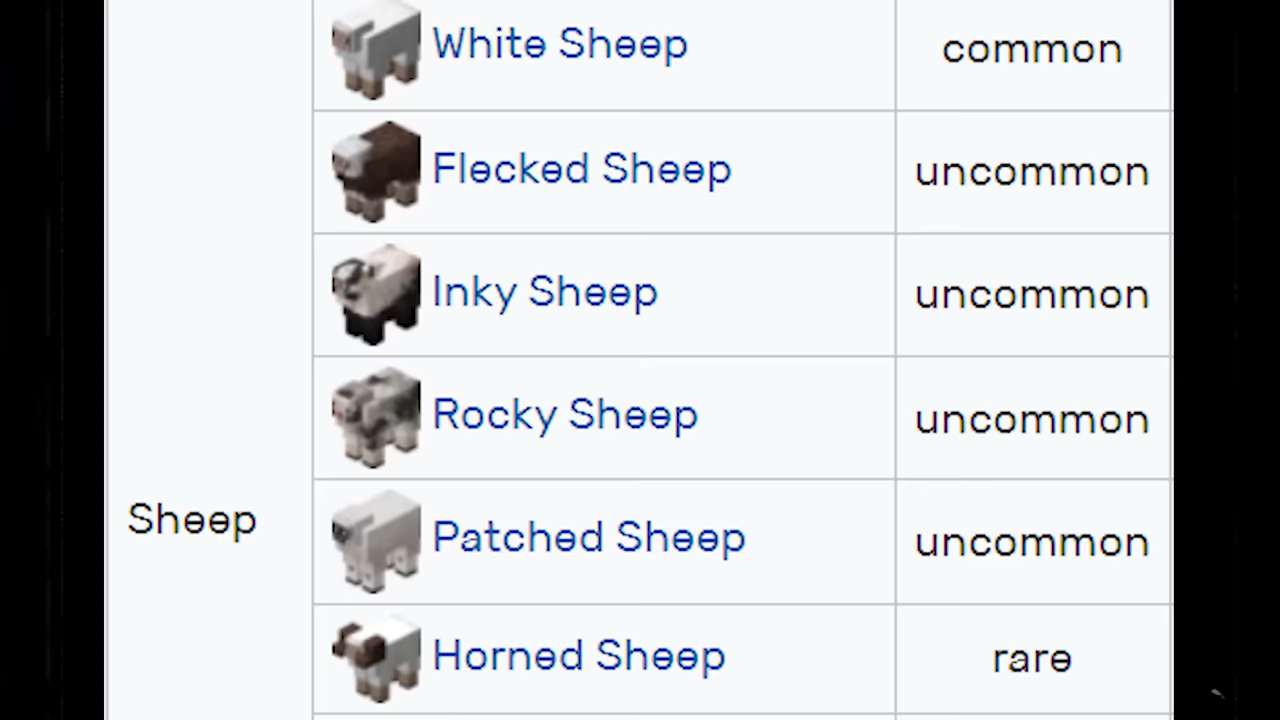 White Sheep common
Flecked Sheep uncommon
Inky Sheep uncommon
Rocky Sheep uncommon
Sheep
Patched Sheep uncommon
Horned Sheep rare